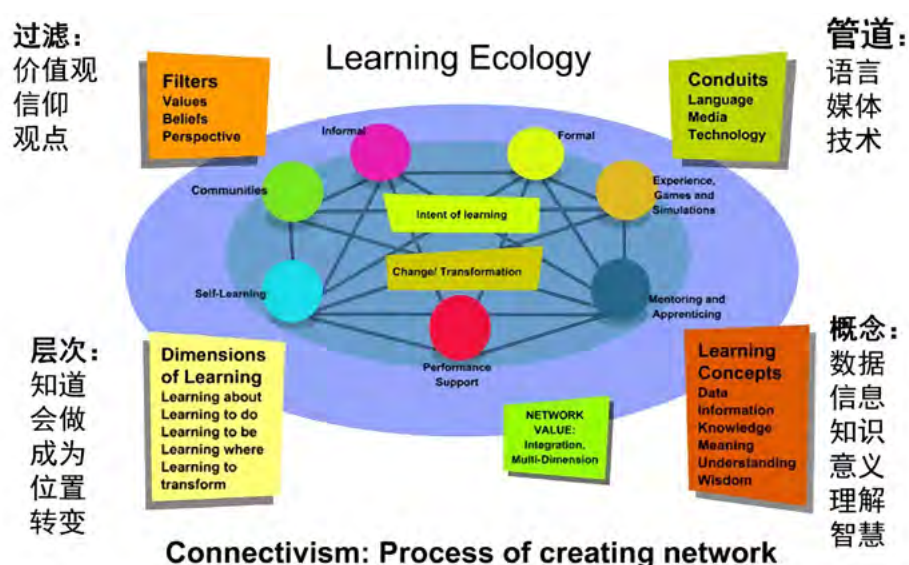 过滤:
价值观
信仰
观点
Learning Ecology
管道:
语言
媒体
技术
Filters
Values
Beliefs
Perspective
Conduits
Language
Media
Technology
Informal
Formal
Communities
Experience,
Games and
Simulations
Intent of learning
Change/ Transformation
Self-Learning
Mentoring and
Apprenticing
Performance
Support
层次:
知道
会做
成为
位置
转变
Dimensions
of Learning
Learning about
Learning to do
Learning to be
Learning where
Learning to
transform
NETWORK
VALUE:
Integration,
Multi-Dimension
Learning
Concepts
Data
Information
Knowledge
Meaning
Understanding
Wisdom
概念:
数据
信息
知识
意义
理解
智慧
Connectivism: Process of creating network